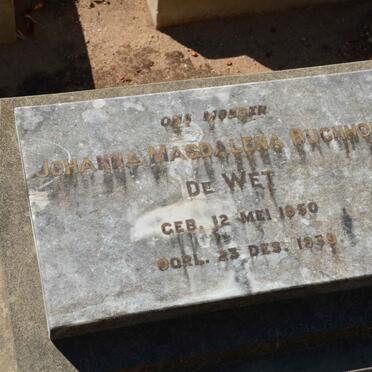 ONS MOEDER
JOHANNA MAGDALENA BUCHHO
DE WET
GEB. 12 MEI 1850
OORL. 23 DES. 1939